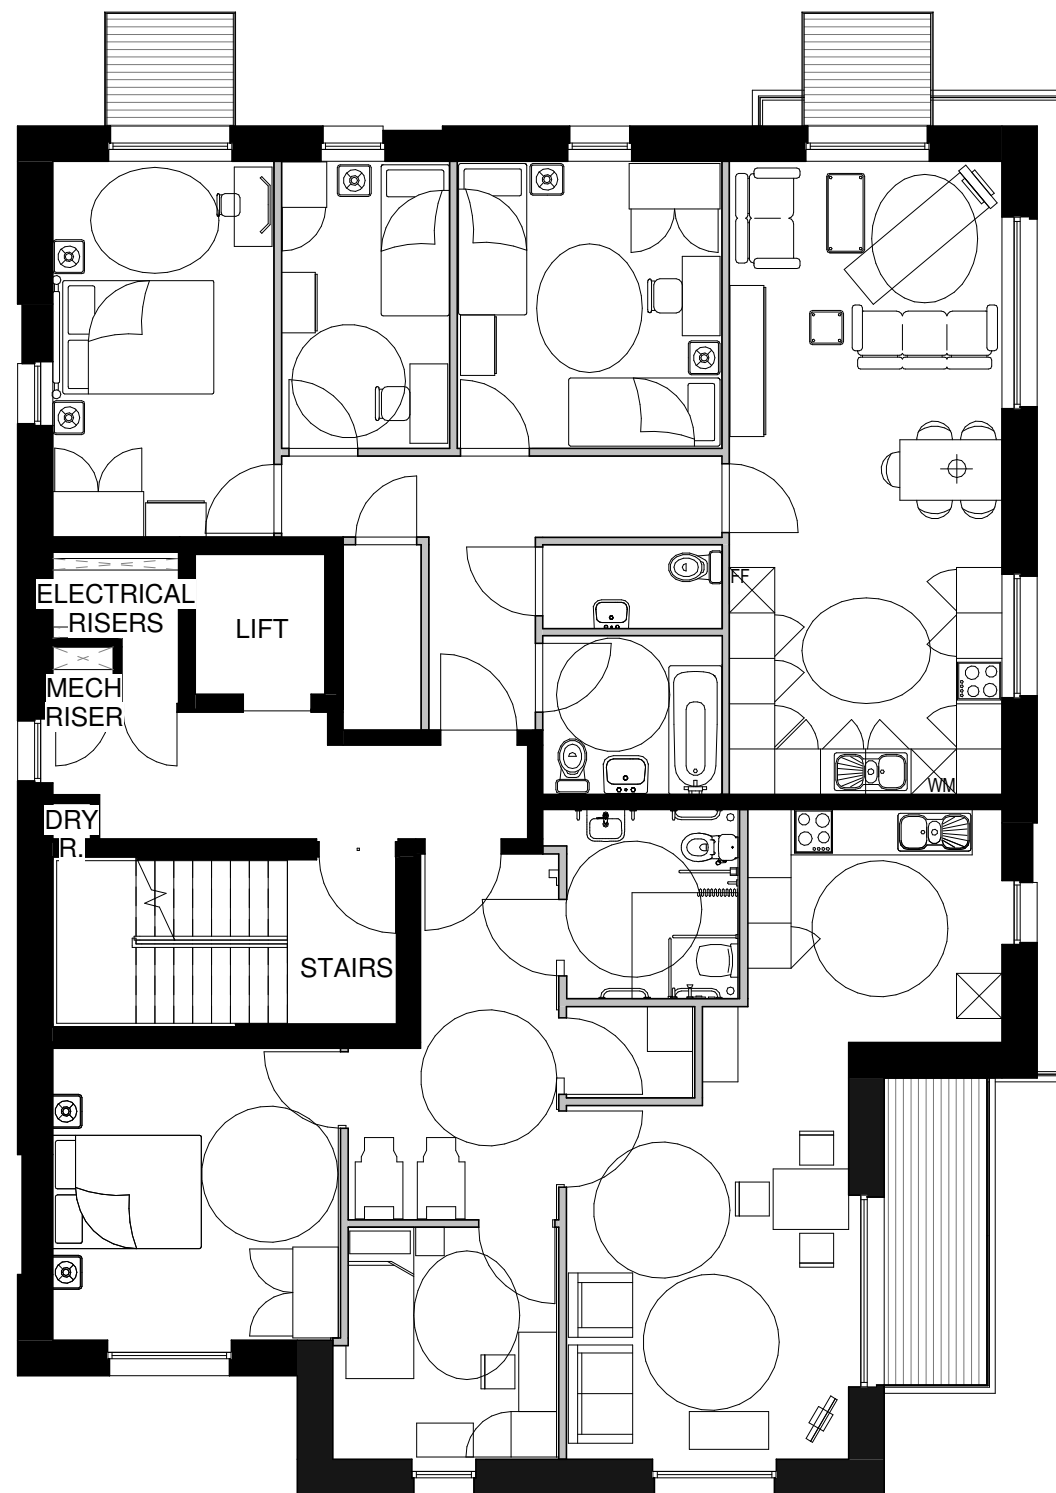 FF
ELECTRICAL
RISERS
LIFT
MECH
RISER
WM
DRY
R.
STAIRS